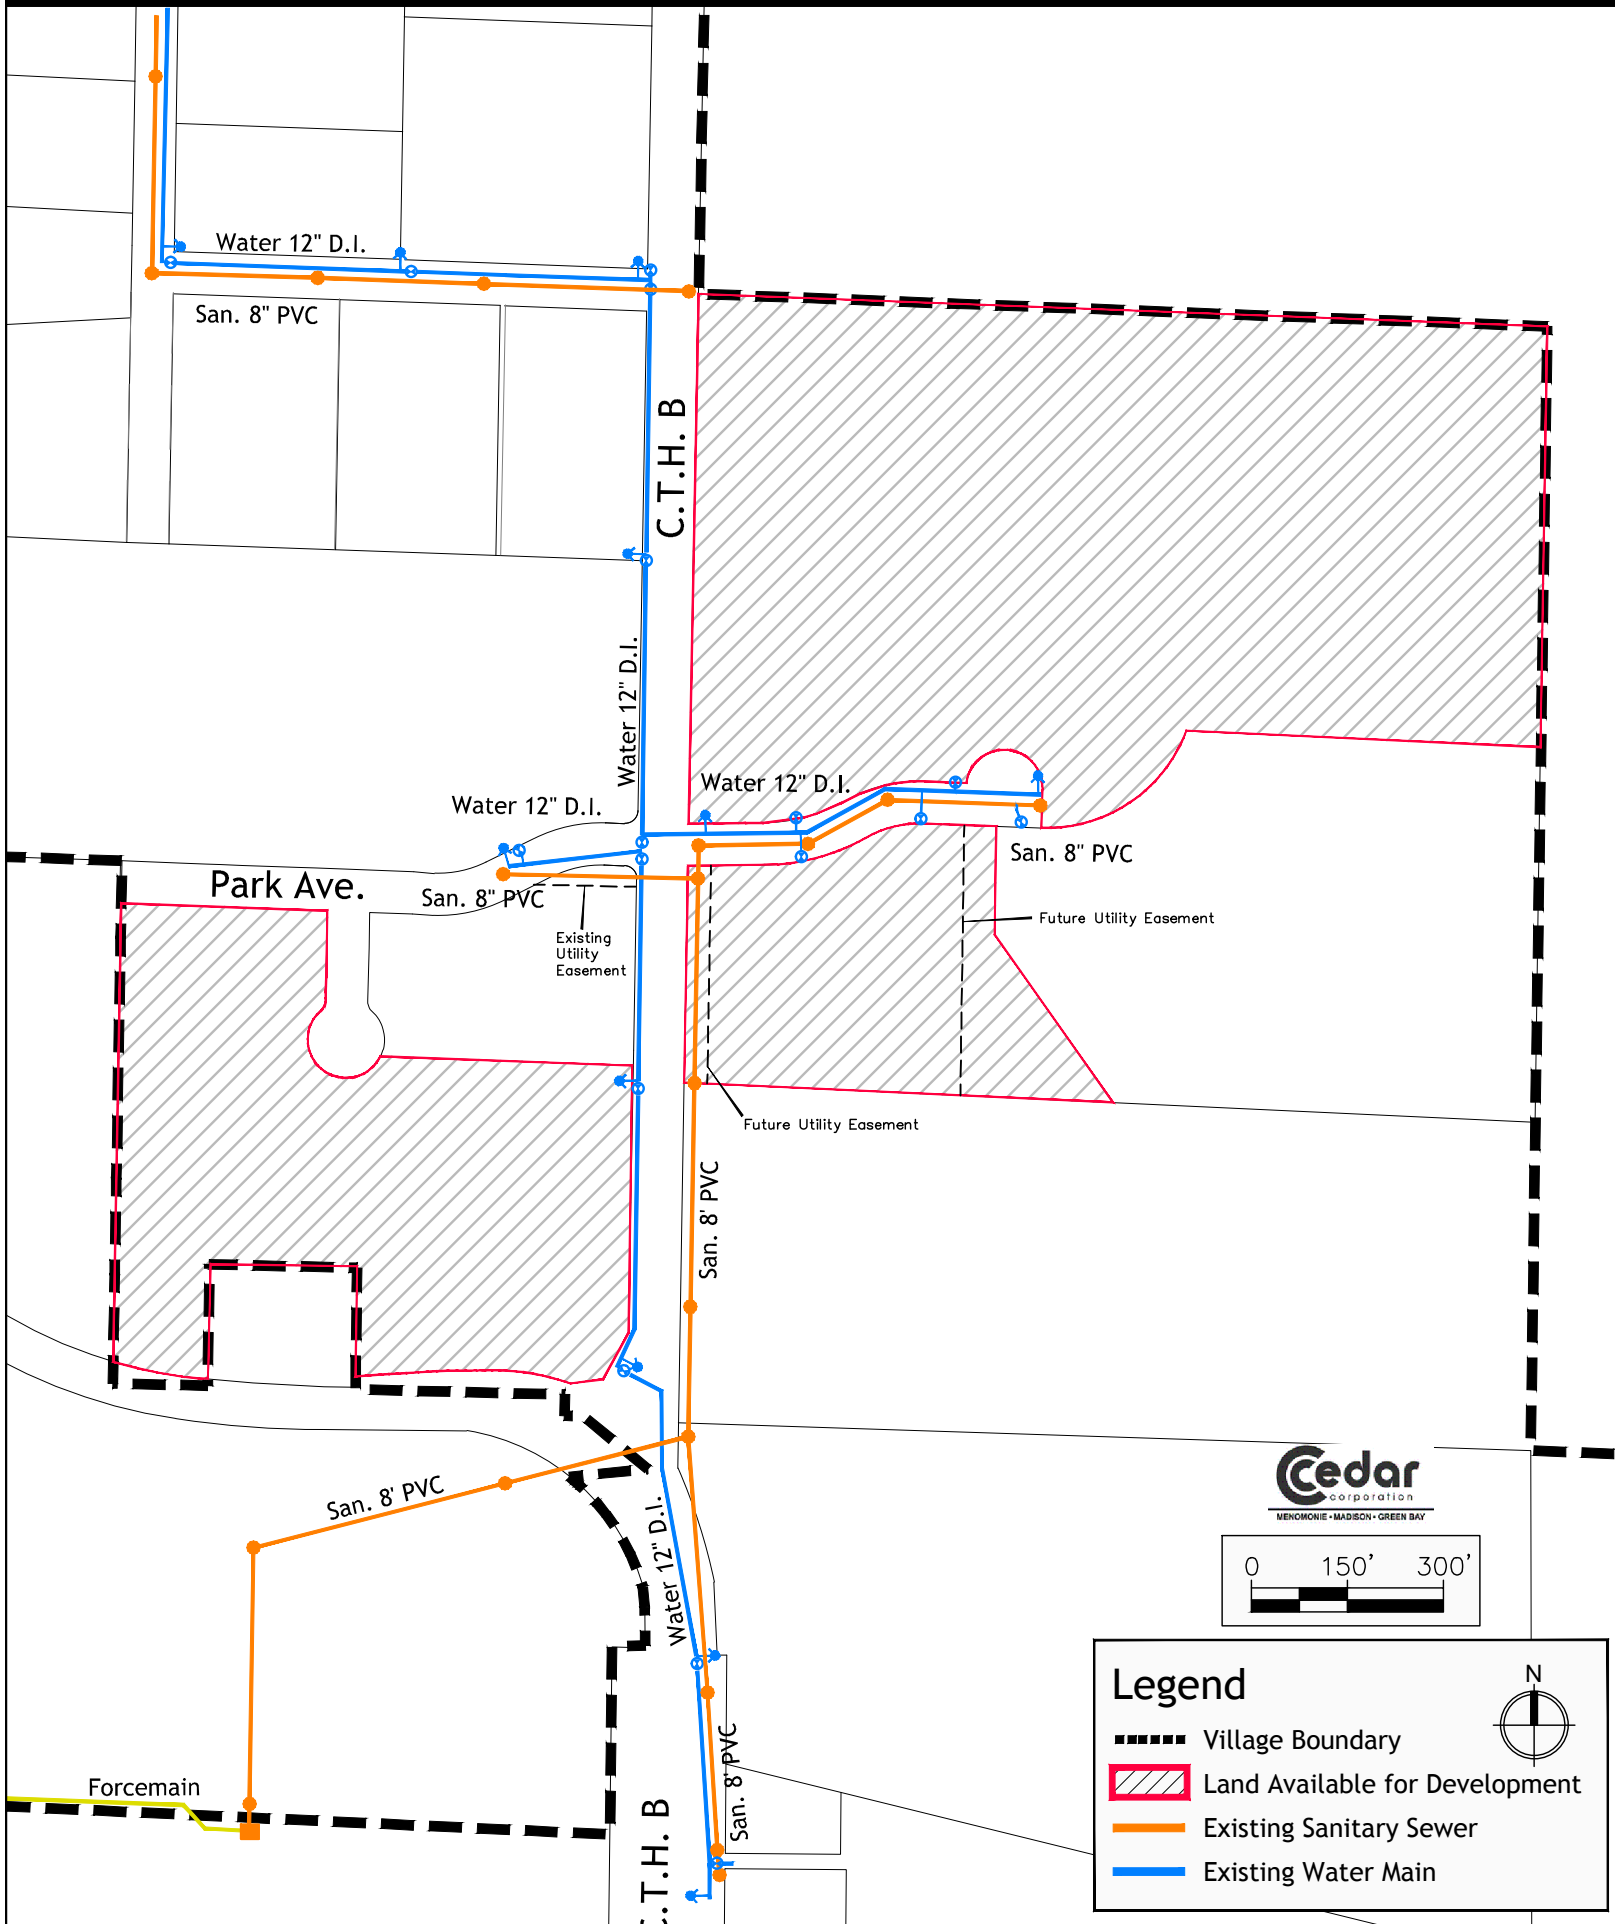 Water 12" D.I.
San. 8" PVC
C.T.H. B
Water 12" D.I.
Water 12" D.I.
Water 12" D.I.
San. 8" PVC
Park Ave.
San. 8" PVC
Existing
Utility
Easement
Future Utility Easement
Future Utility Easement
San. 8' PVC
San. 8' PVC
Water 12" D.I.
San. 8' PVC
C.T.H. B
Forcemain
Cedar
corporation
MENOMONIE • MADISON • GREEN BAY
0 150' 300'
Legend
N
Village Boundary
Land Available for Development
Existing Sanitary Sewer
Existing Water Main